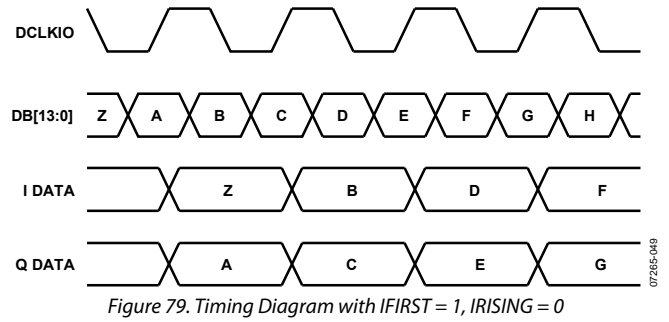 DCLKIO
DB[13:0] Z A B C D E F G H
I DATA Z B D F
Q DATA A C E G
07265-049
Figure 79. Timing Diagram with IFIRST = 1, IRISING = 0